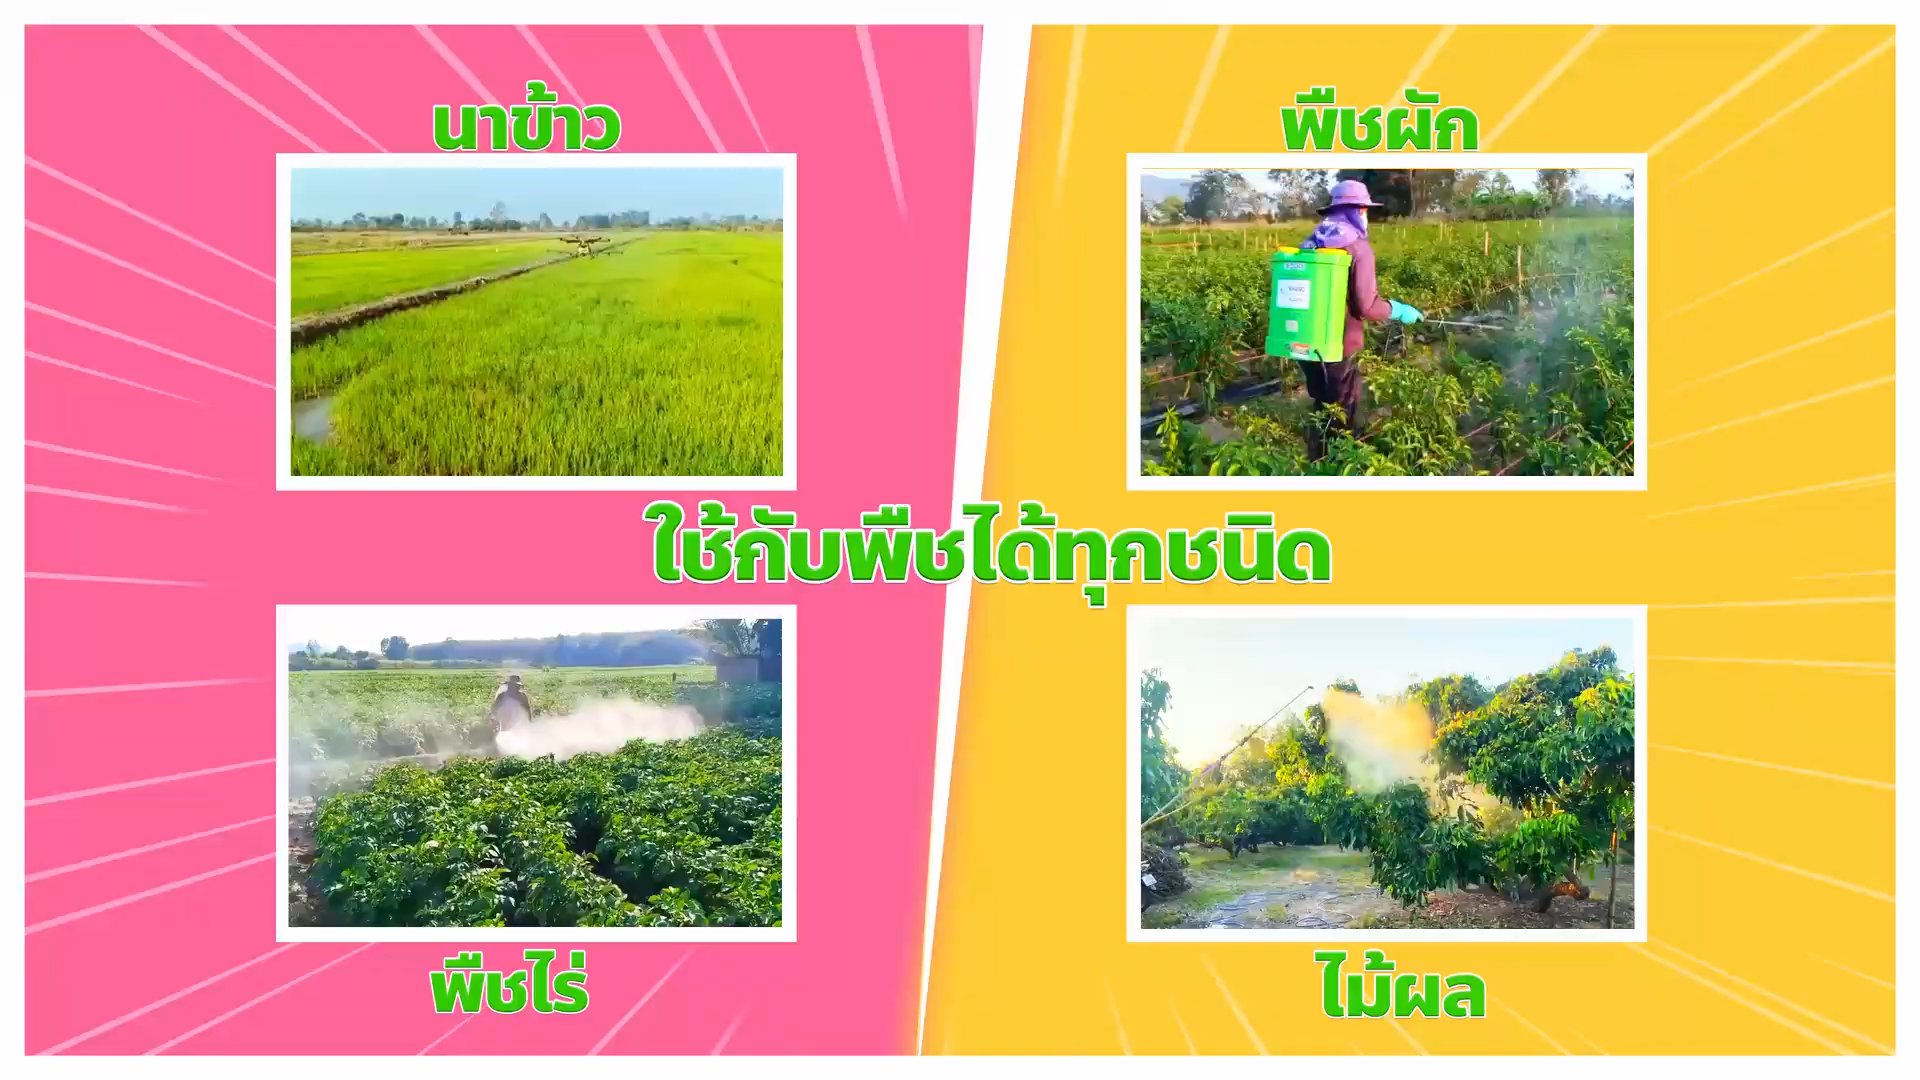 นาข้าว
พืชผัก
ใช้กับพืชได้ทุกชนิด
พืชไร่
ไม้ผล